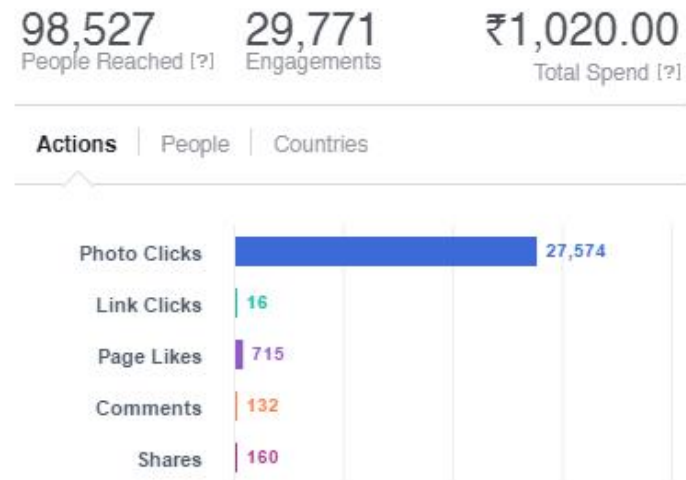 98,527 29,771 ₹1,020.00
People Reached [?] Engagements Total Spend [?]
Actions People Countries
Photo Clicks 27,574
Link Clicks 16
Page Likes 715
Comments 132
Shares 160